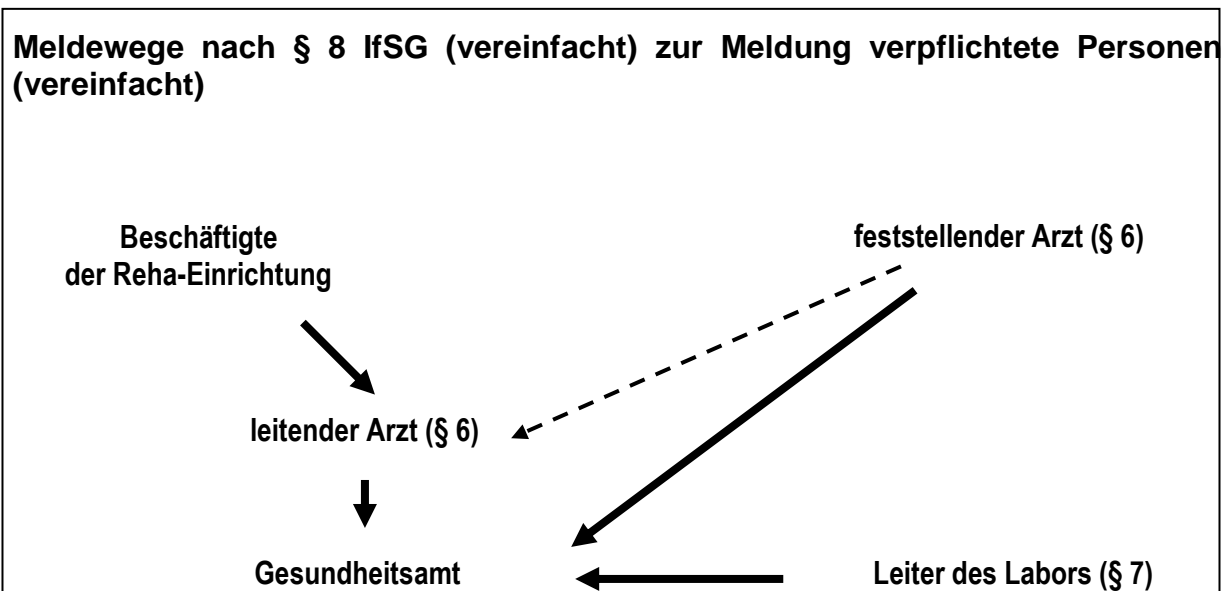 Meldewege nach § 8 IfSG (vereinfacht) zur Meldung verpflichtete Personen
(vereinfacht)
Beschäftigte
der Reha-Einrichtung
feststellender Arzt (§ 6)
leitender Arzt (§ 6)
Gesundheitsamt
Leiter des Labors (§ 7)